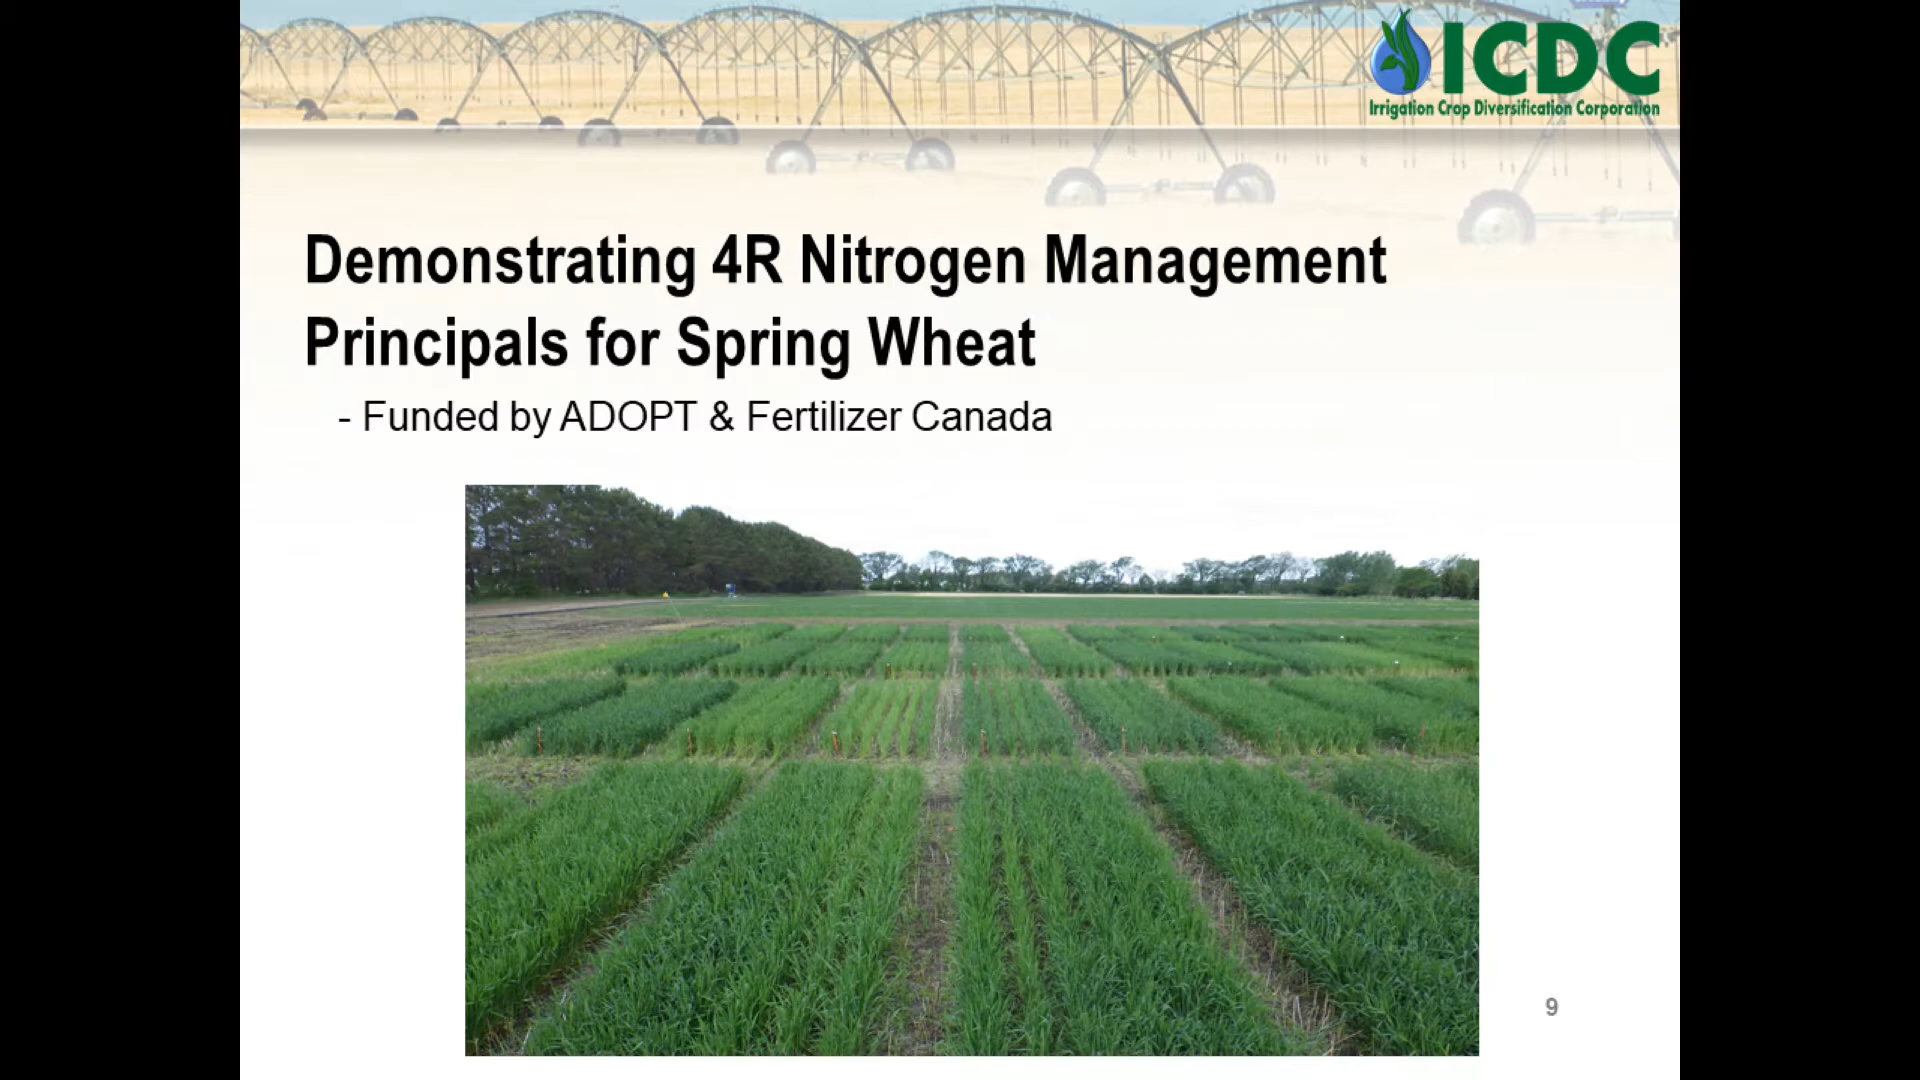 ICDC
Irrigation Crop Diversification Corporation
Demonstrating 4R Nitrogen Management
Principals for Spring Wheat
- Funded by ADOPT & Fertilizer Canada
9